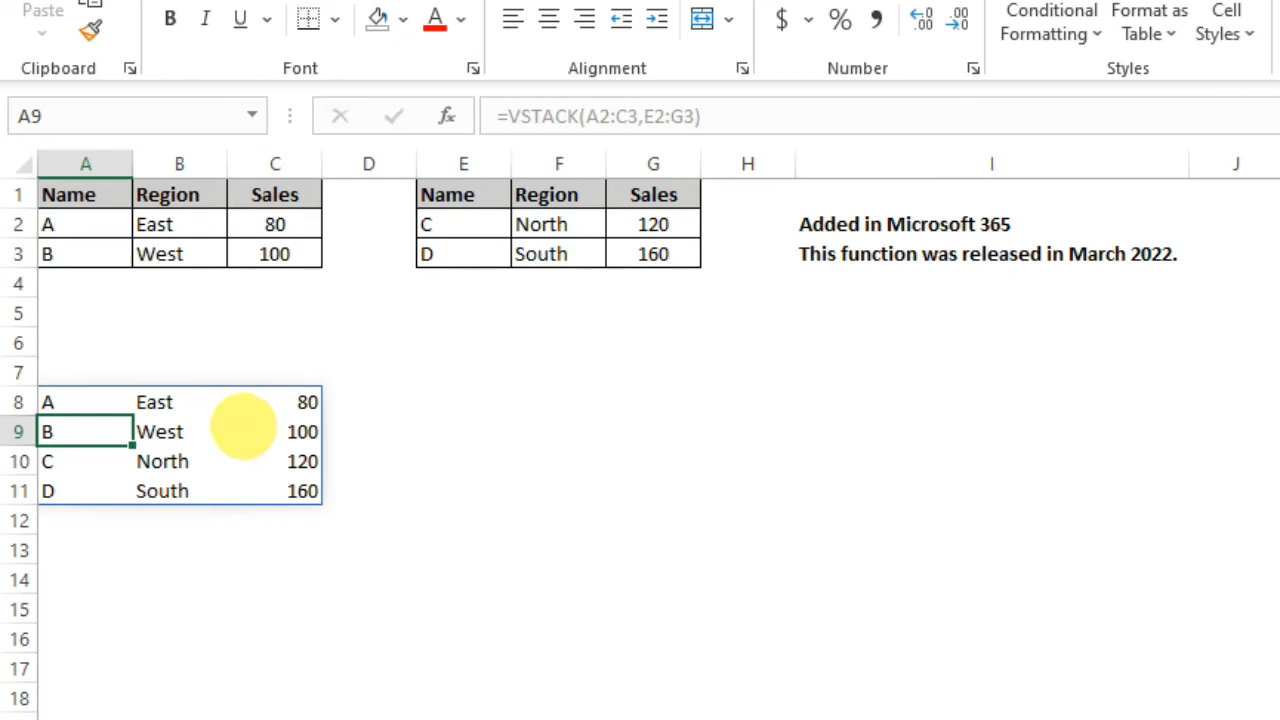 Paste
B I U A $ % , .00 .00
Conditional Formatting
Format as Table
Cell Styles
Clipboard Font Alignment Number Styles
A9 fx =VSTACK(A2:C3,E2:G3)
A B C D E F G H I J
1 Name Region Sales Name Region Sales
2 A East 80 C North 120 Added in Microsoft 365
3 B West 100 D South 160 This function was released in March 2022.
4
5
6
7
8 A East 80
9 B West 100
10 C North 120
11 D South 160
12
13
14
15
16
17
18